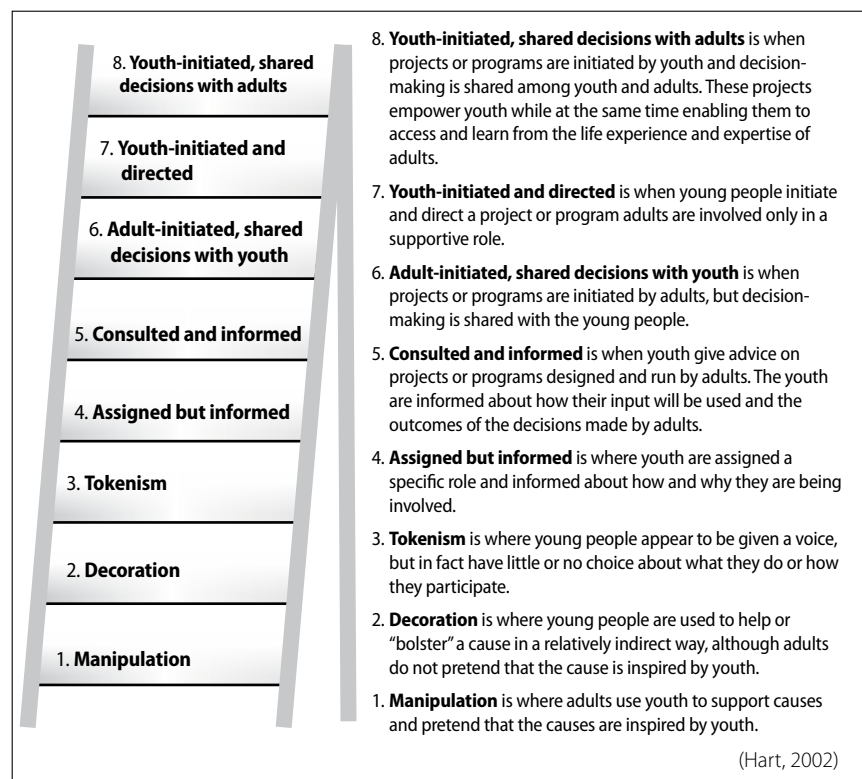 8. Youth-initiated, shared
decisions with adults
7. Youth-initiated and
directed
6. Adult-initiated, shared
decisions with youth
5. Consulted and informed
4. Assigned but informed
3. Tokenism
2. Decoration
1. Manipulation
8. Youth-initiated, shared decisions with adults is when
projects or programs are initiated by youth and decision-
making is shared among youth and adults. These projects
empower youth while at the same time enabling them to
access and learn from the life experience and expertise of
adults.
7. Youth-initiated and directed is when young people initiate
and direct a project or program adults are involved only in a
supportive role.
6. Adult-initiated, shared decisions with youth is when
projects or programs are initiated by adults, but decision-
making is shared with the young people.
5. Consulted and informed is when youth give advice on
projects or programs designed and run by adults. The youth
are informed about how their input will be used and the
outcomes of the decisions made by adults.
4. Assigned but informed is where youth are assigned a
specific role and informed about how and why they are being
involved.
3. Tokenism is where young people appear to be given a voice,
but in fact have little or no choice about what they do or how
they participate.
2. Decoration is where young people are used to help or
“bolster” a cause in a relatively indirect way, although adults
do not pretend that the cause is inspired by youth.
1. Manipulation is where adults use youth to support causes
and pretend that the causes are inspired by youth.
(Hart, 2002)